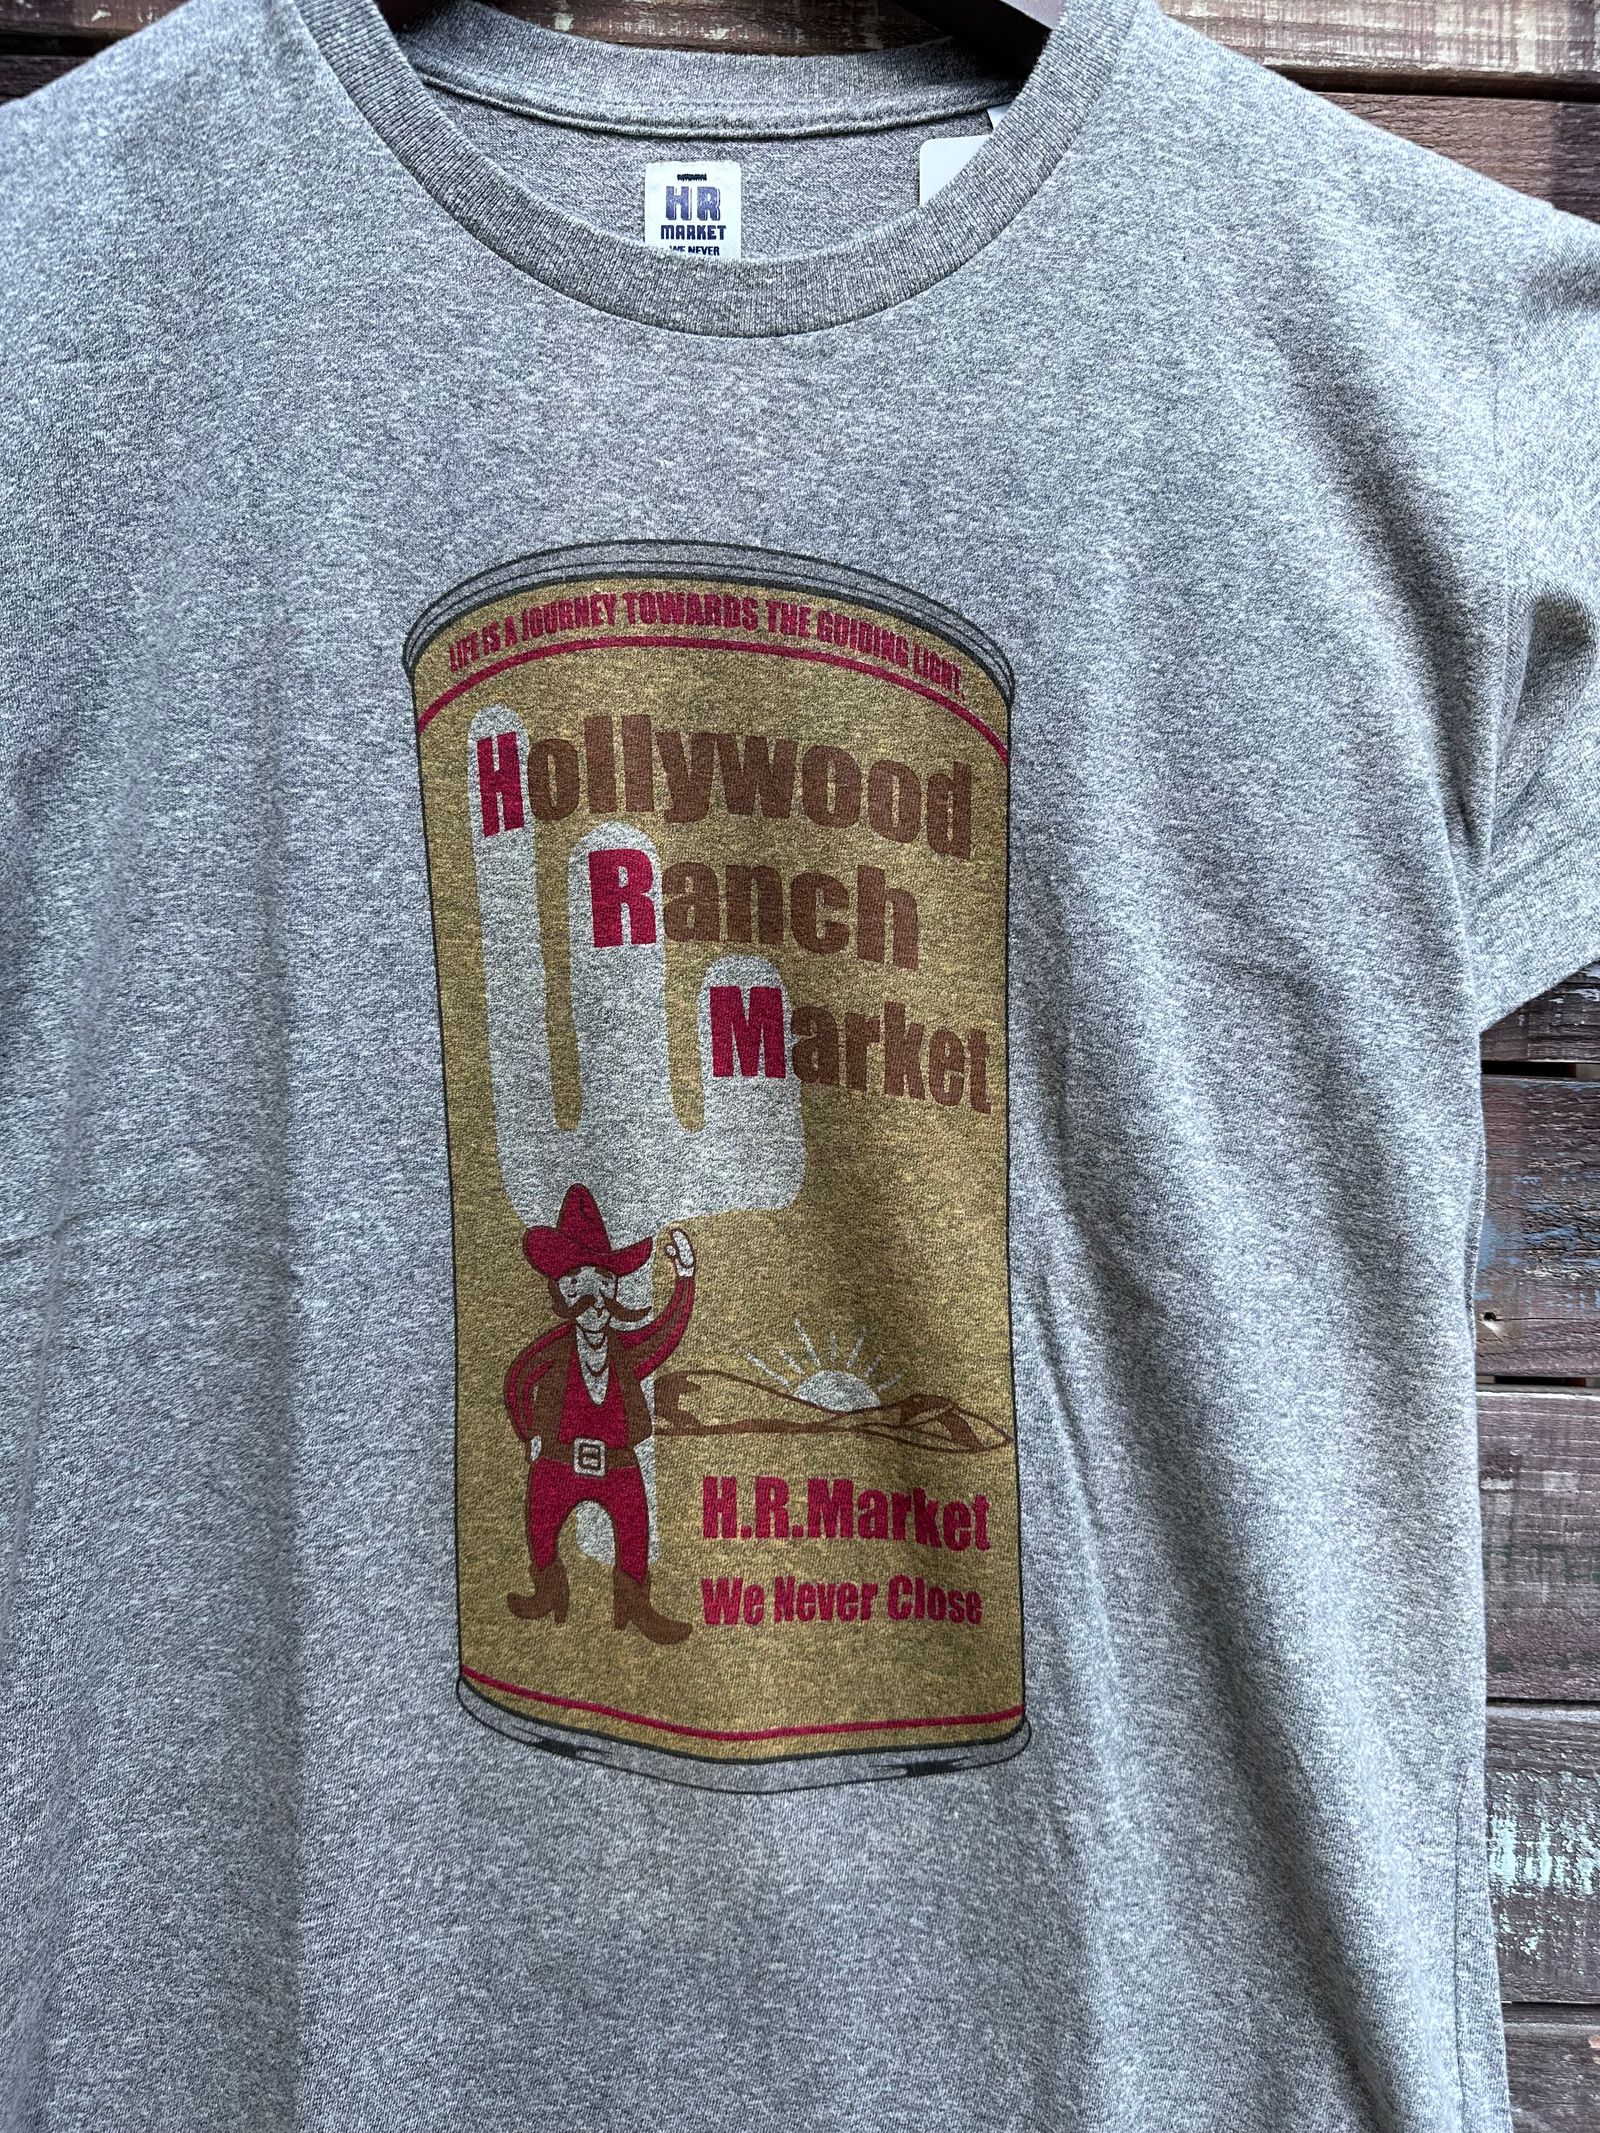 HR
MARKET
WE NEVER
LIFE IS A JOURNEY TOWARDS THE GUIDING LIGHT.
Hollywood
Ranch
Market
H.R.Market
We Never Close